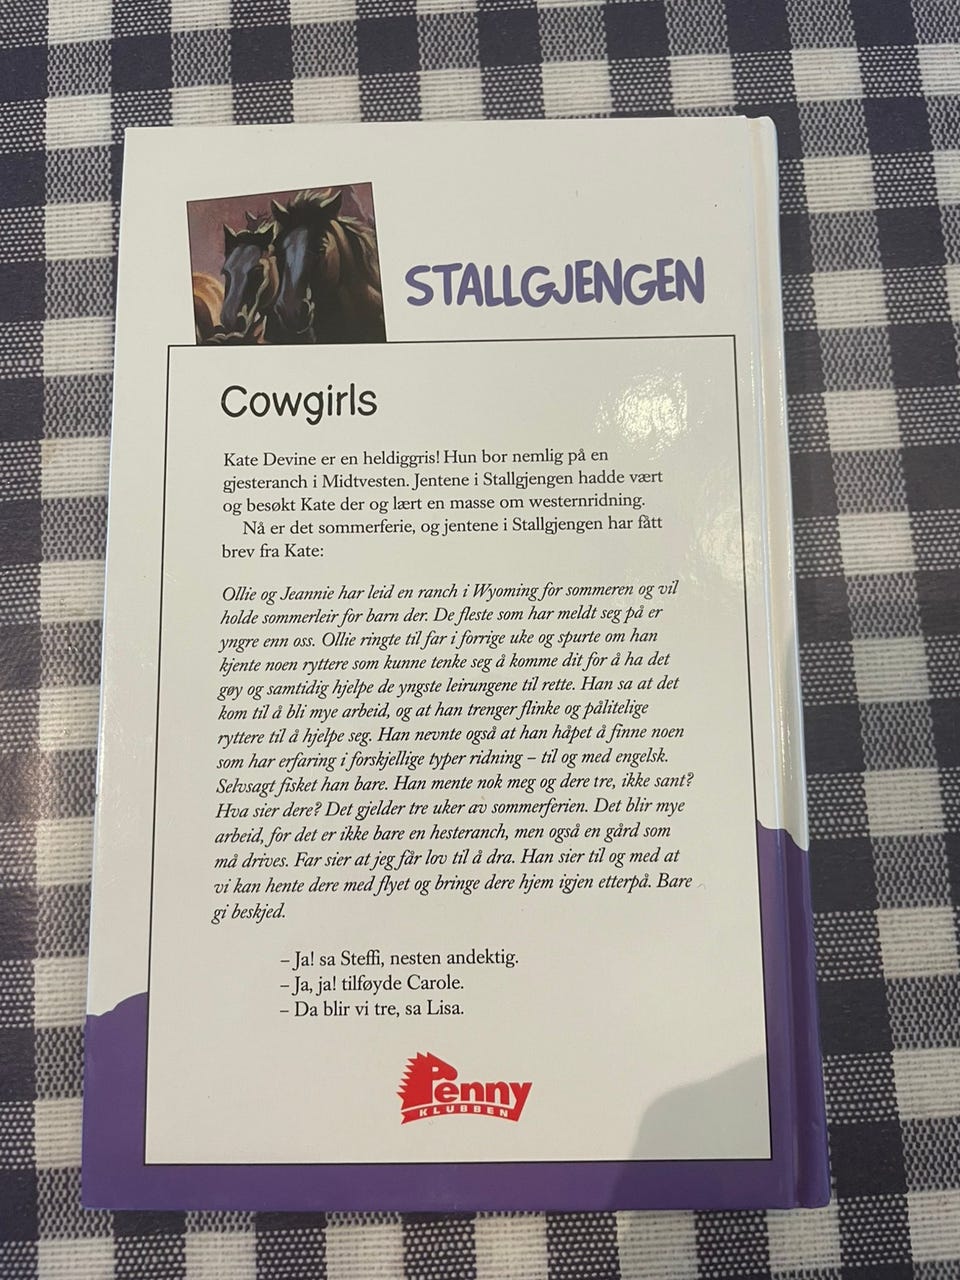 STALLGJENGEN
Cowgirls
Kate Devine er en heldiggris! Hun bor nemlig på en
gjesteranch i Midtvesten. Jentene i Stallgjengen hadde vært
og besøkt Kate der og lært en masse om westernridning.
Nå er det sommerferie, og jentene i Stallgjengen har fått
brev fra Kate:
Ollie og Jeannie har leid en ranch i Wyoming for sommeren og vil
holde sommerleir for barn der. De fleste som har meldt seg på er
yngre enn oss. Ollie ringte til far i forrige uke og spurte om han
kjente noen ryttere som kunne tenke seg å komme dit for å ha det
gøy og samtidig hjelpe de yngste leirungene til rette. Han sa at det
kom til å bli mye arbeid, og at han trenger flinke og pålitelige
ryttere til å hjelpe seg. Han nevnte også at han håpet å finne noen
som har erfaring i forskjellige typer ridning – til og med engelsk.
Selvsagt fisket han bare. Han mente nok meg og dere tre, ikke sant?
Hva sier dere? Det gjelder tre uker av sommerferien. Det blir mye
arbeid, for det er ikke bare en hesteranch, men også en gård som
må drives. Far sier at jeg får lov til å dra. Han sier til og med at
vi kan hente dere med flyet og bringe dere hjem igjen etterpå. Bare
gi beskjed.
– Ja! sa Steffi, nesten andektig.
– Ja, ja! tilføyde Carole.
– Da blir vi tre, sa Lisa.
Penny
KLUBBEN